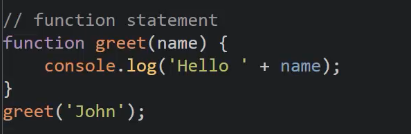 // function statement
function greet(name) {
    console.log('Hello ' + name);
}
greet('John');